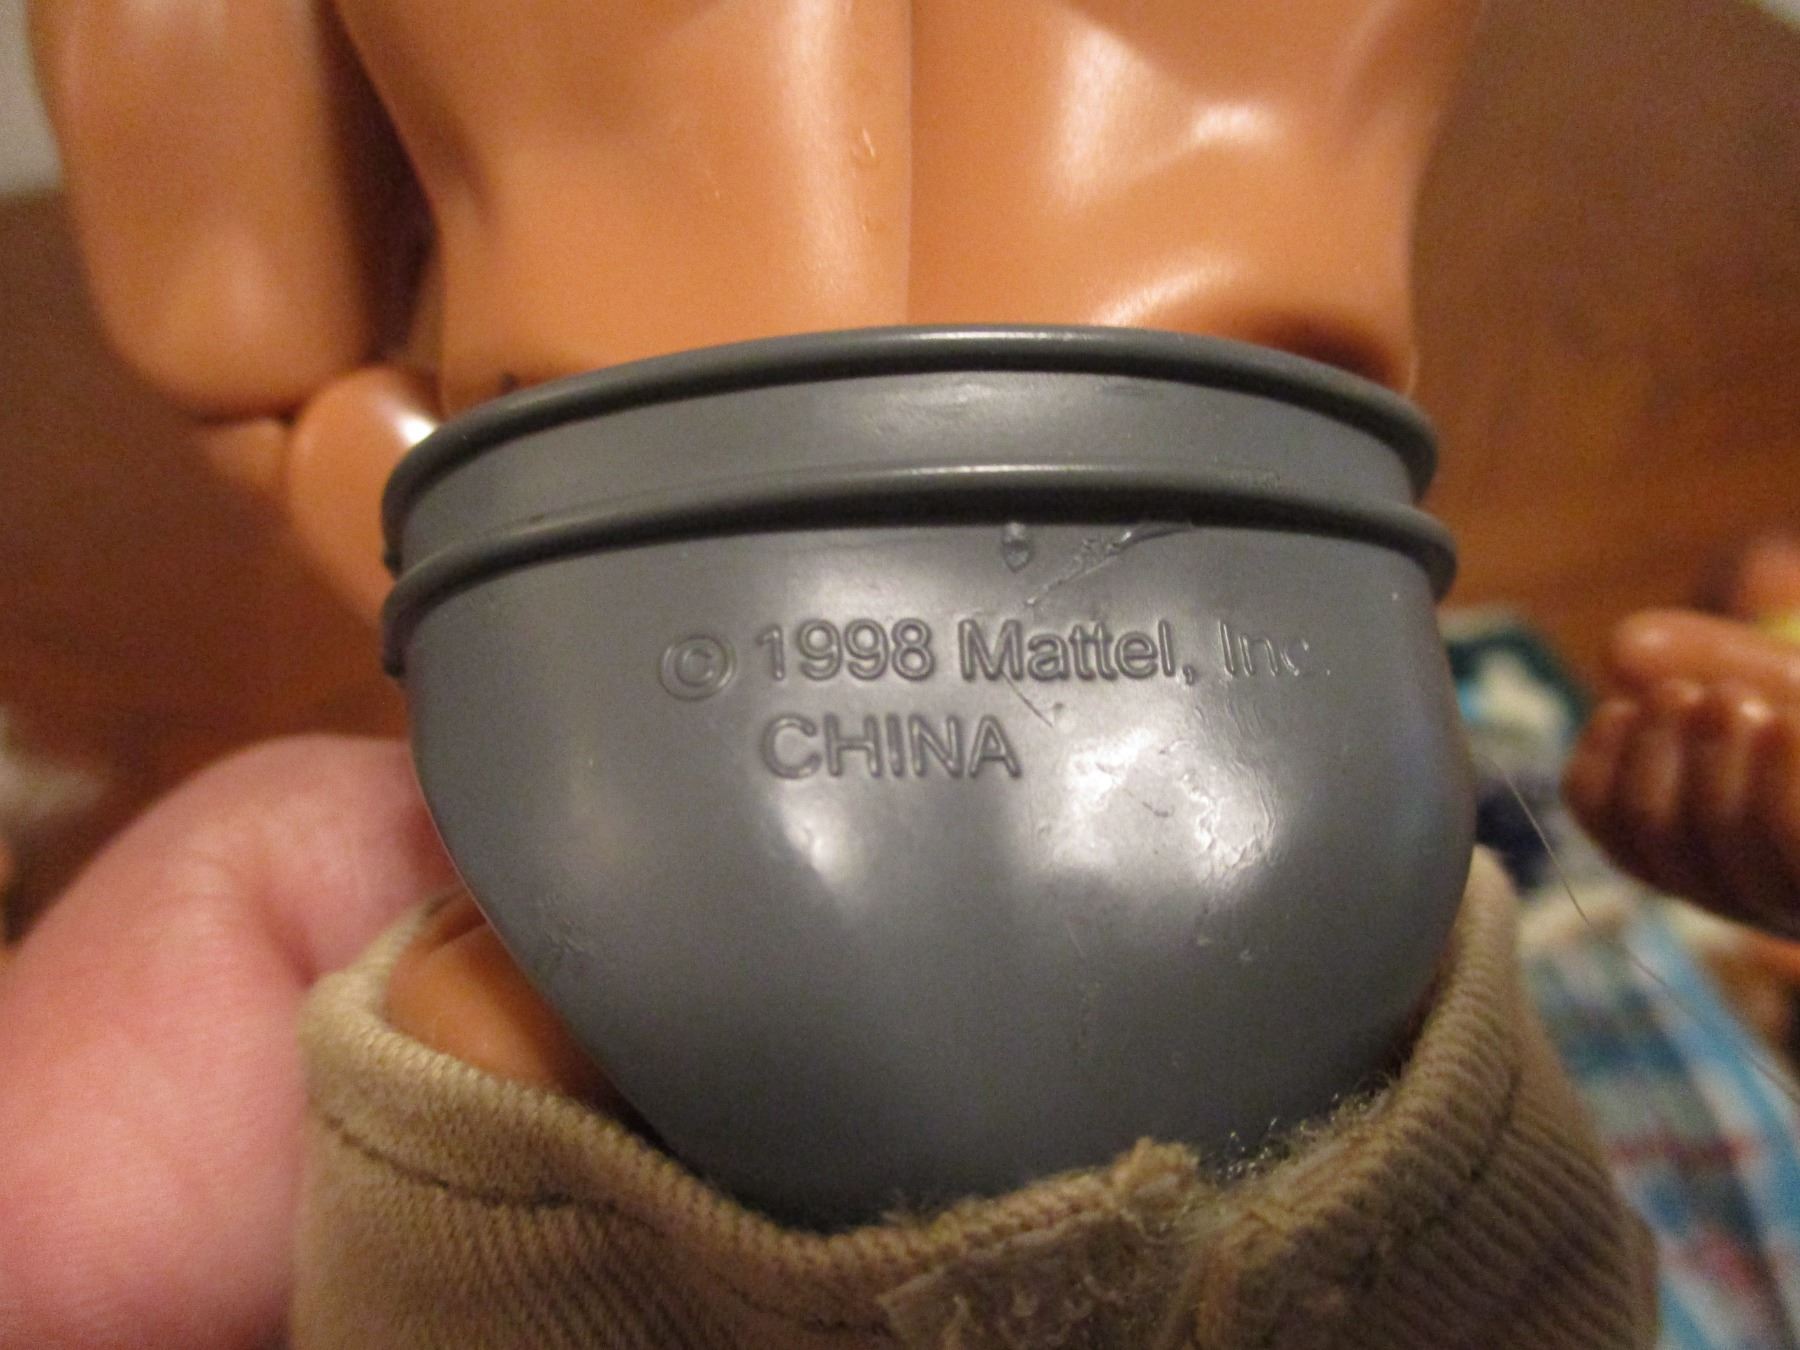 © 1998 Mattel, Inc.
CHINA